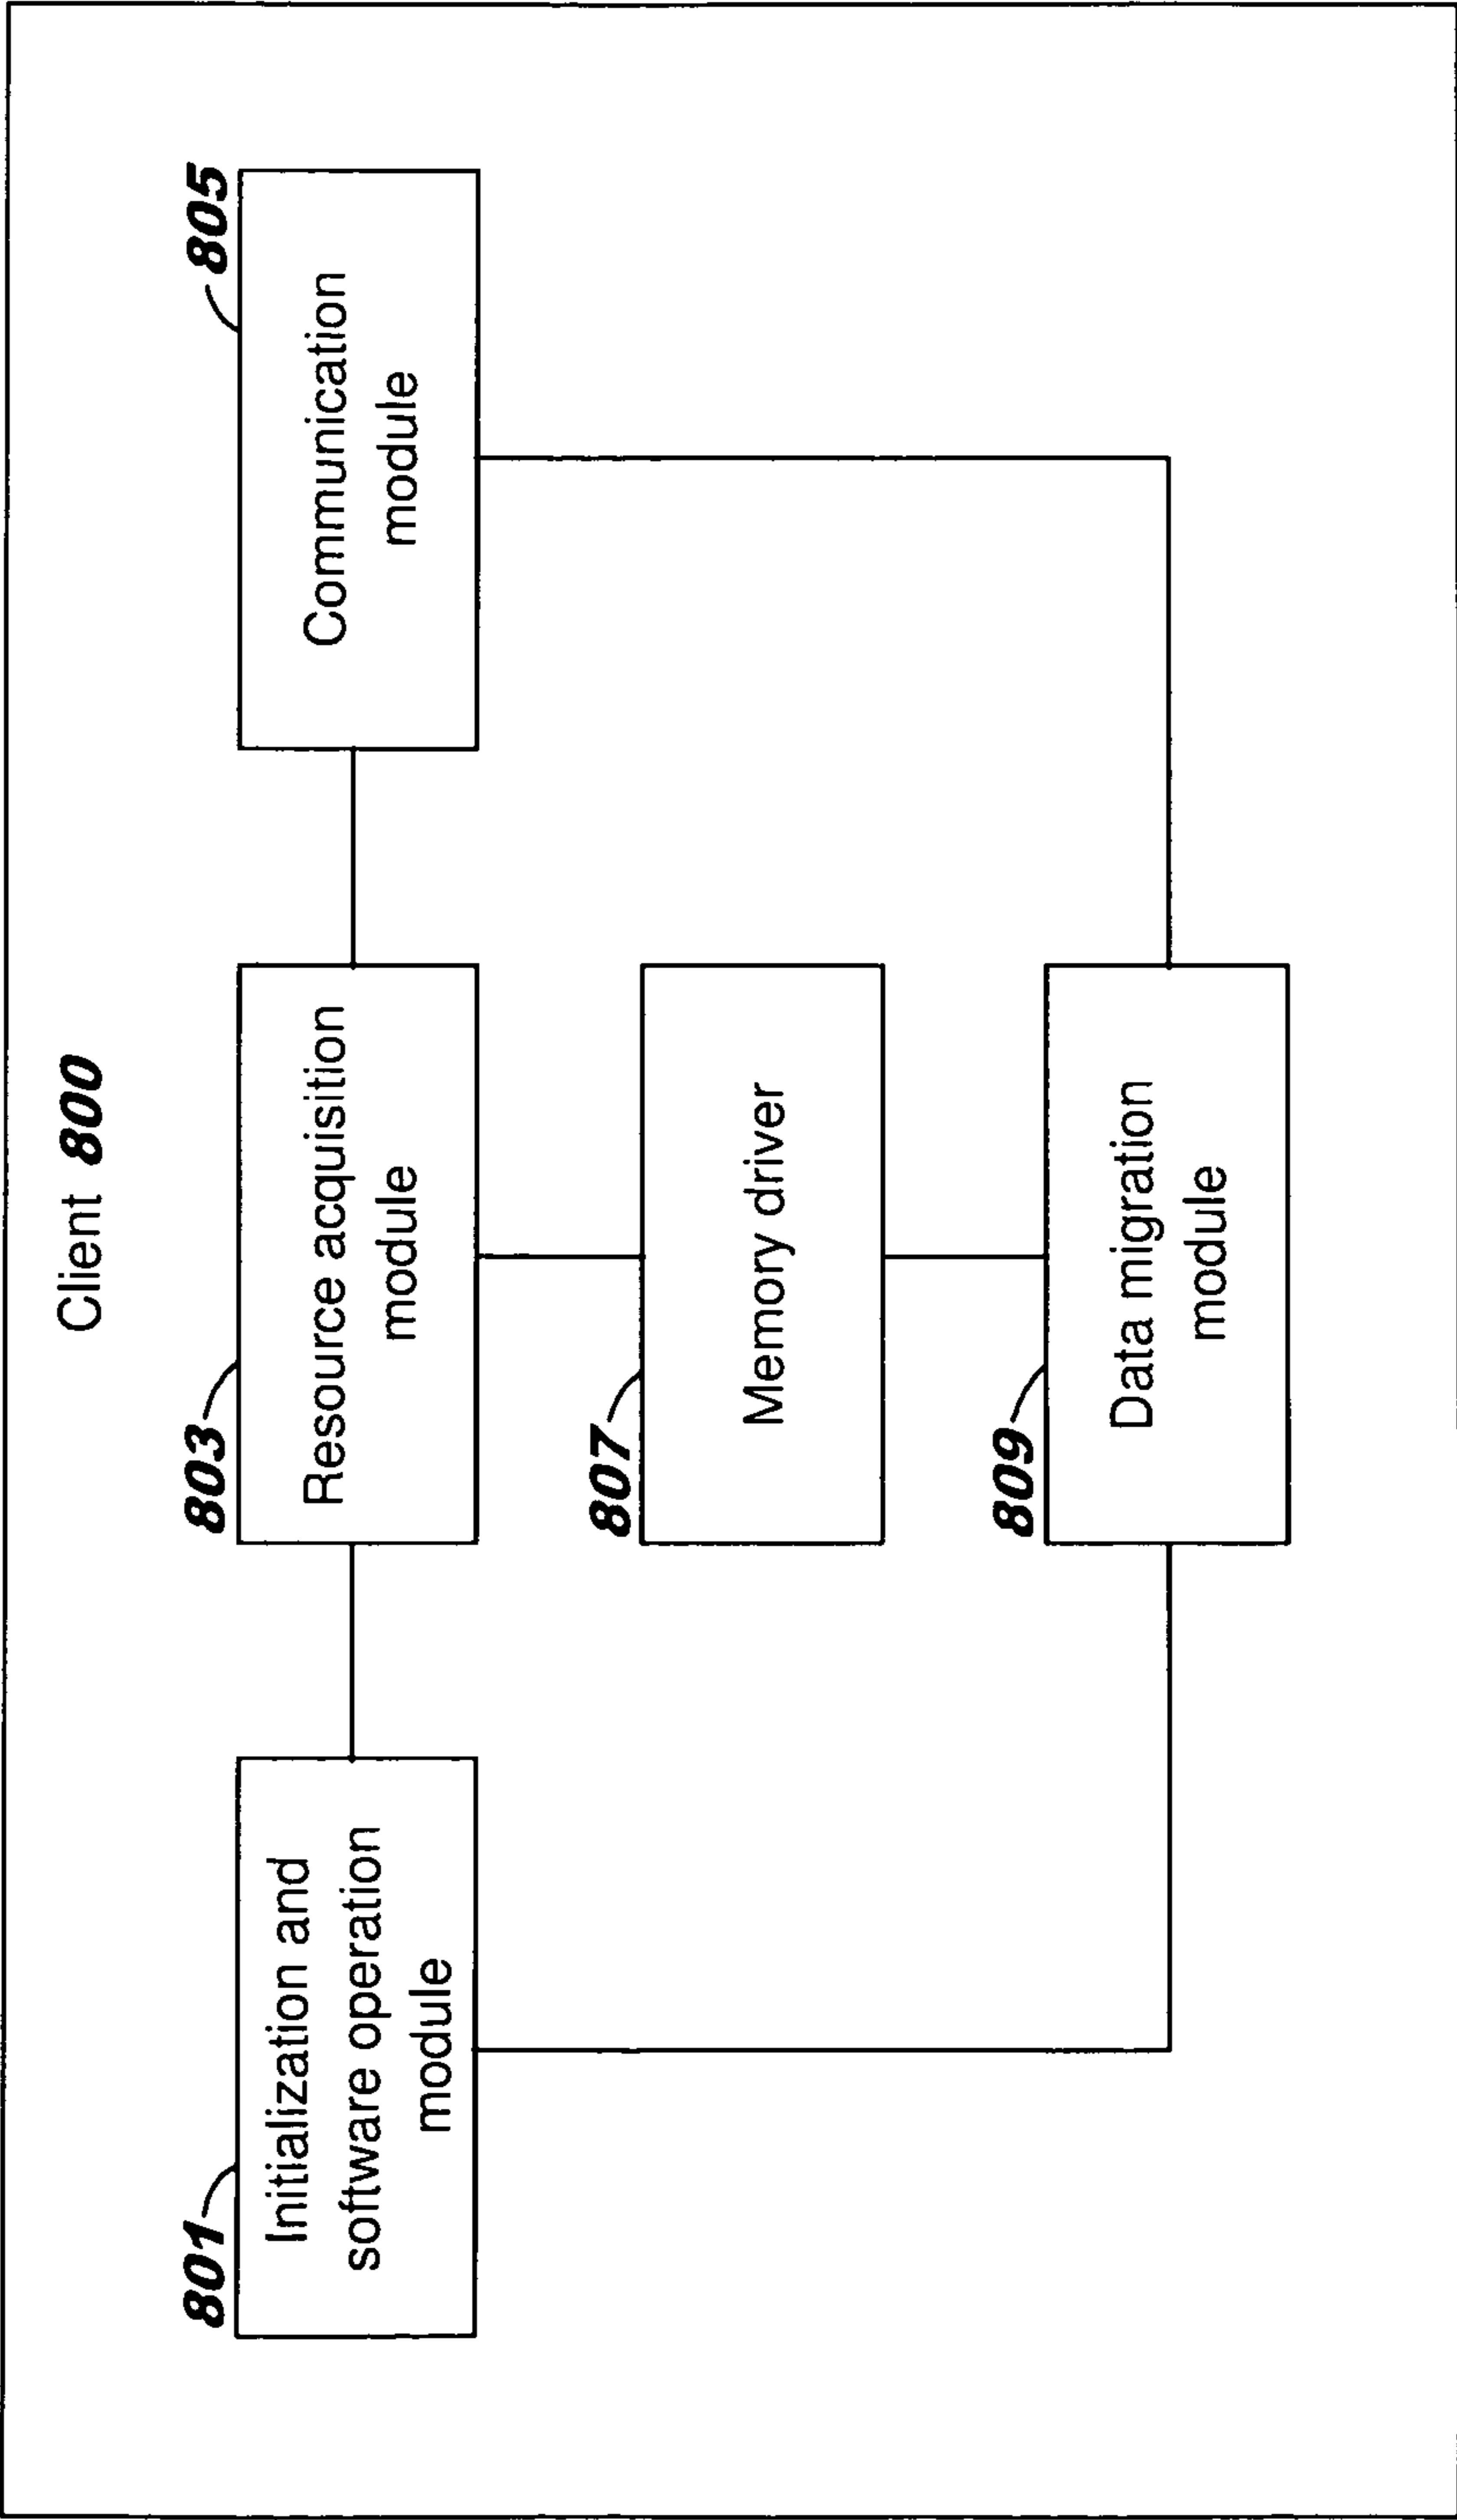 Client 800
801
Initialization and
software operation
module
803
Resource acquisition
module
805
Communication
module
807
Memory driver
809
Data migration
module